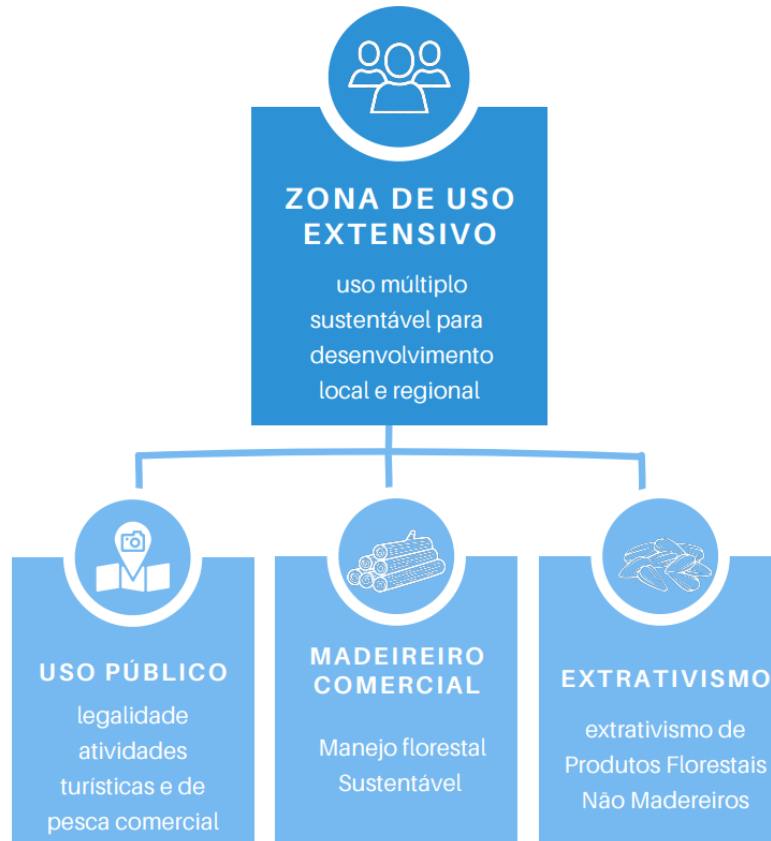 ZONA DE USO
EXTENSIVO
uso múltiplo
sustentável para
desenvolvimento
local e regional
USO PÚBLICO
legalidade
atividades
turísticas e de
pesca comercial
MADEIREIRO
COMERCIAL
Manejo florestal
Sustentável
EXTRATIVISMO
extrativismo de
Produtos Florestais
Não Madereiros